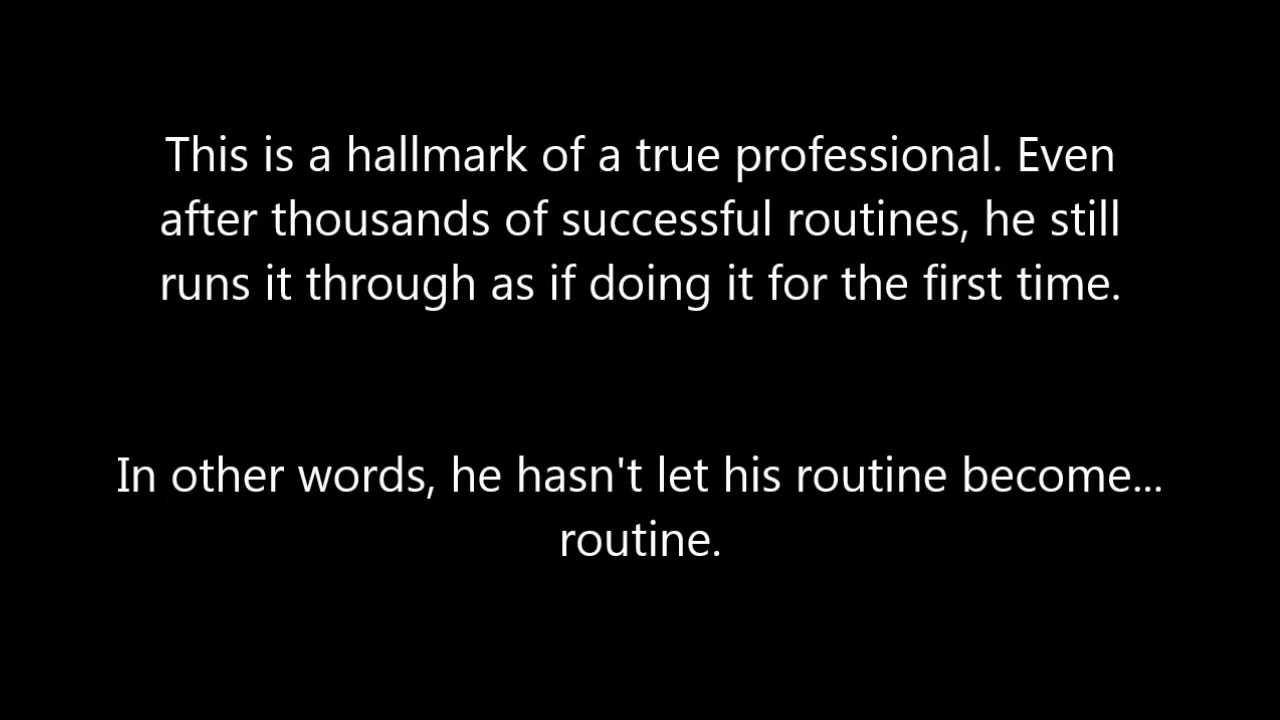 This is a hallmark of a true professional. Even
after thousands of successful routines, he still
runs it through as if doing it for the first time.
In other words, he hasn't let his routine become...
routine.